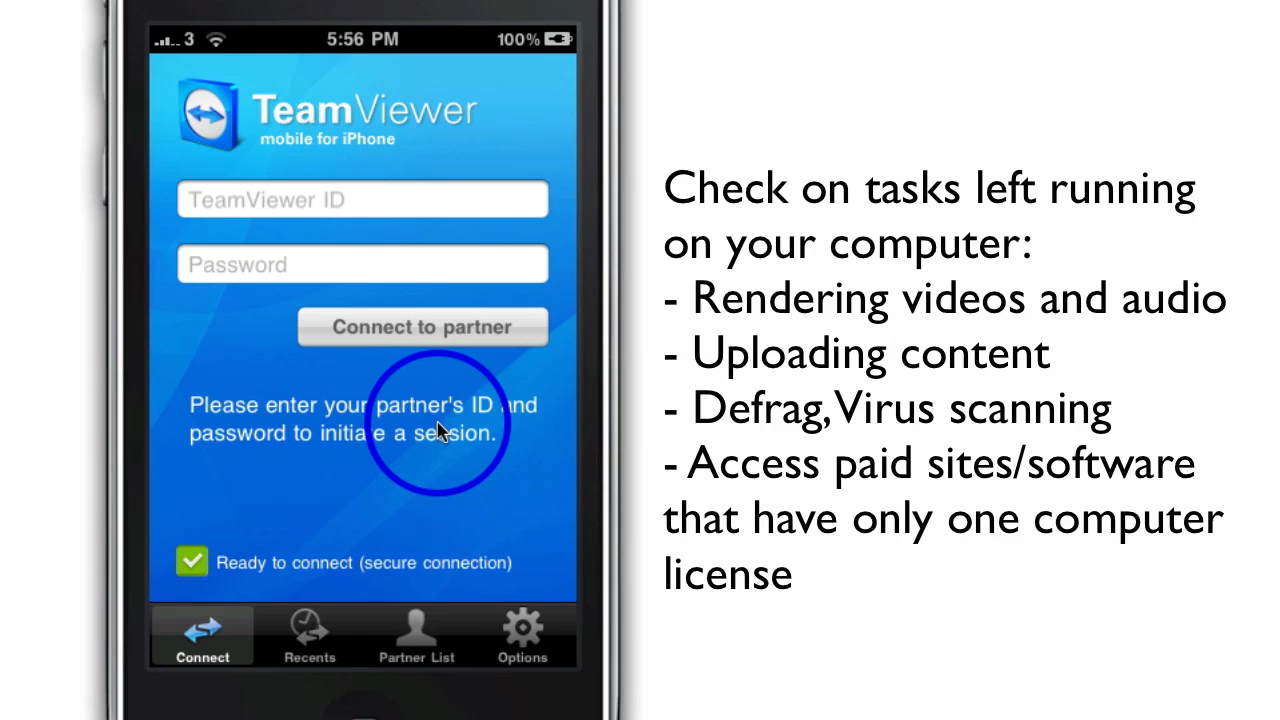 3 5:56 PM 100%
TeamViewer
mobile for iPhone
TeamViewer ID
Password
Connect to partner
Please enter your partner's ID and
password to initiate a session.
Ready to connect (secure connection)
Connect Recents Partner List Options
Check on tasks left running
on your computer:
- Rendering videos and audio
- Uploading content
- Defrag, Virus scanning
- Access paid sites/software
that have only one computer
license